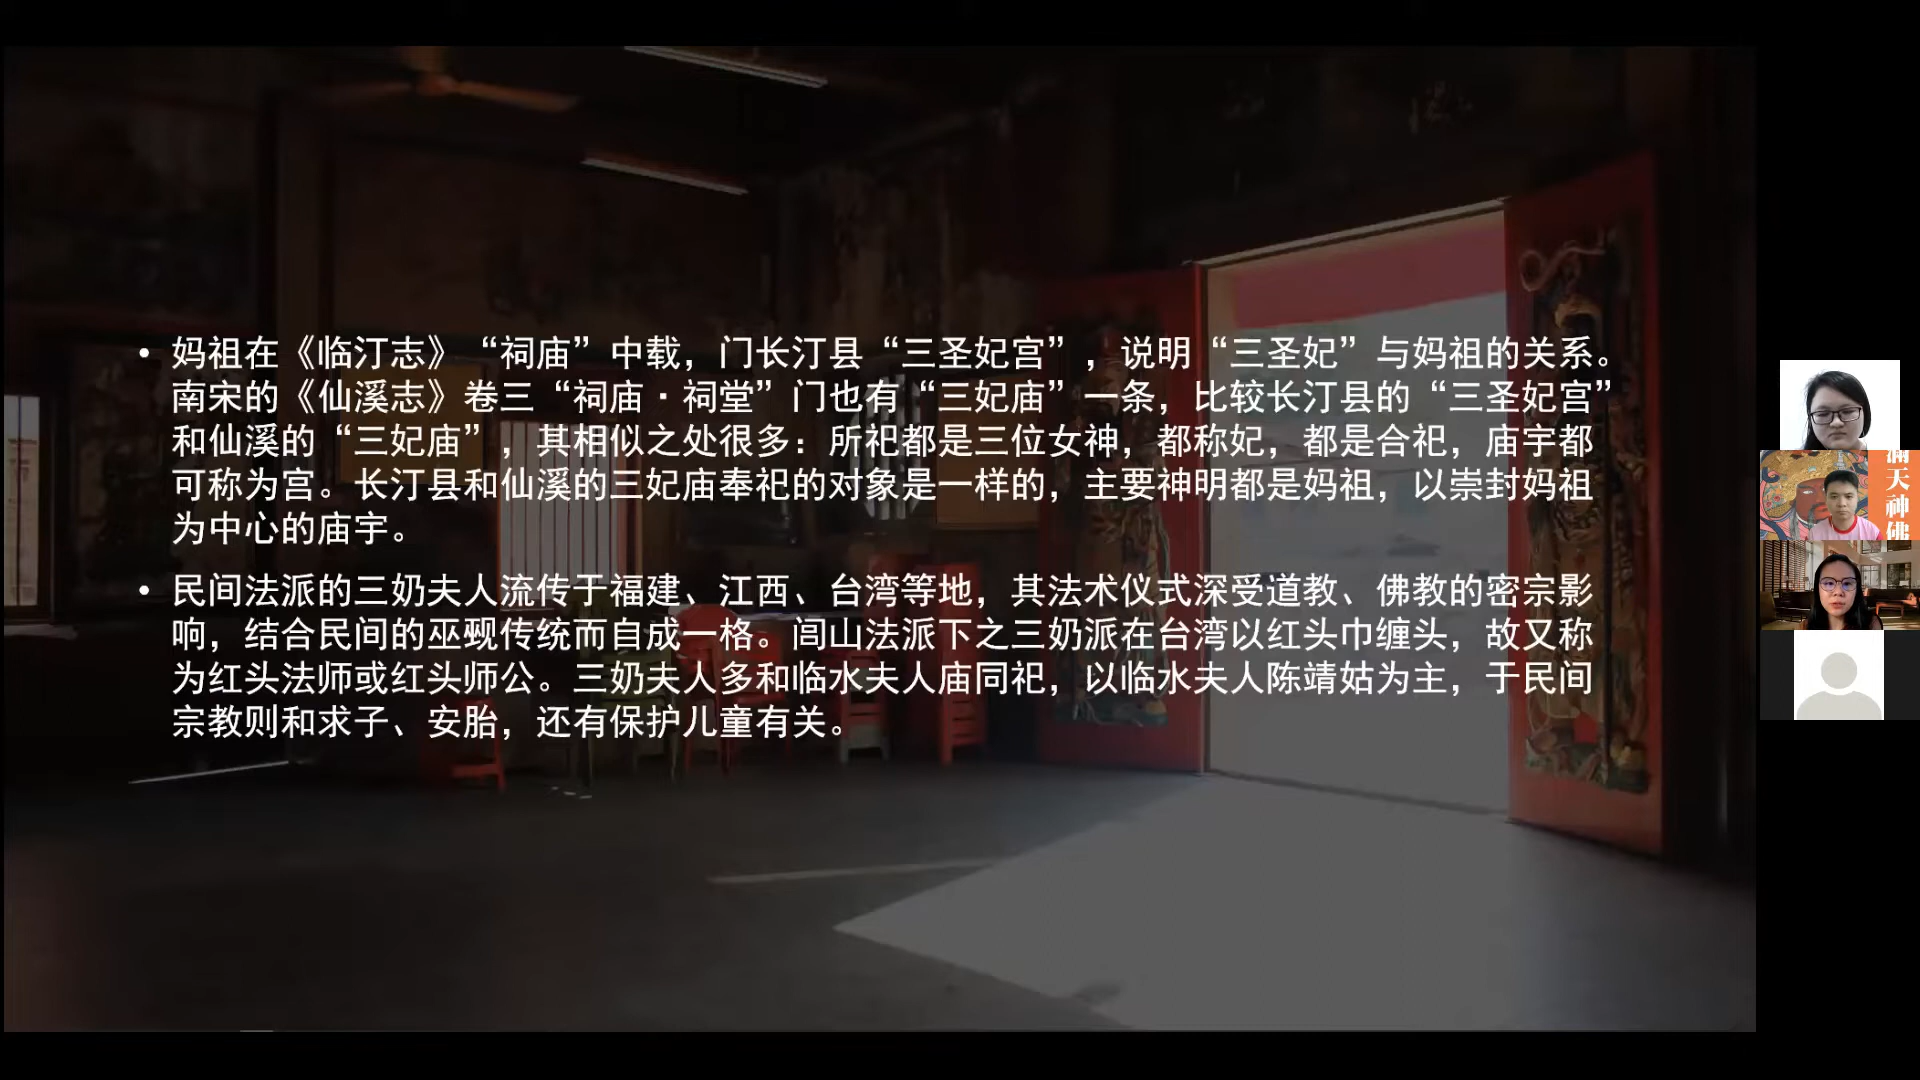 • 妈祖在《临汀志》“祠庙”中载，门长汀县“三圣妃宫”，说明“三圣妃”与妈祖的关系。
南宋的《仙溪志》卷三“祠庙·祠堂”门也有“三妃庙”一条，比较长汀县的“三圣妃宫”
和仙溪的“三妃庙”，其相似之处很多：所祀都是三位女神，都称妃，都是合祀，庙宇都
可称为宫。长汀县和仙溪的三妃庙奉祀的对象是一样的，主要神明都是妈祖，以崇封妈祖
为中心的庙宇。
• 民间法派的三奶夫人流传于福建、江西、台湾等地，其法术仪式深受道教、佛教的密宗影
响，结合民间的巫觋传统而自成一格。闾山法派下之三奶派在台湾以红头巾缠头，故又称
为红头法师或红头师公。三奶夫人多和临水夫人庙同祀，以临水夫人陈靖姑为主，于民间
宗教则和求子、安胎，还有保护儿童有关。
滿天神佛